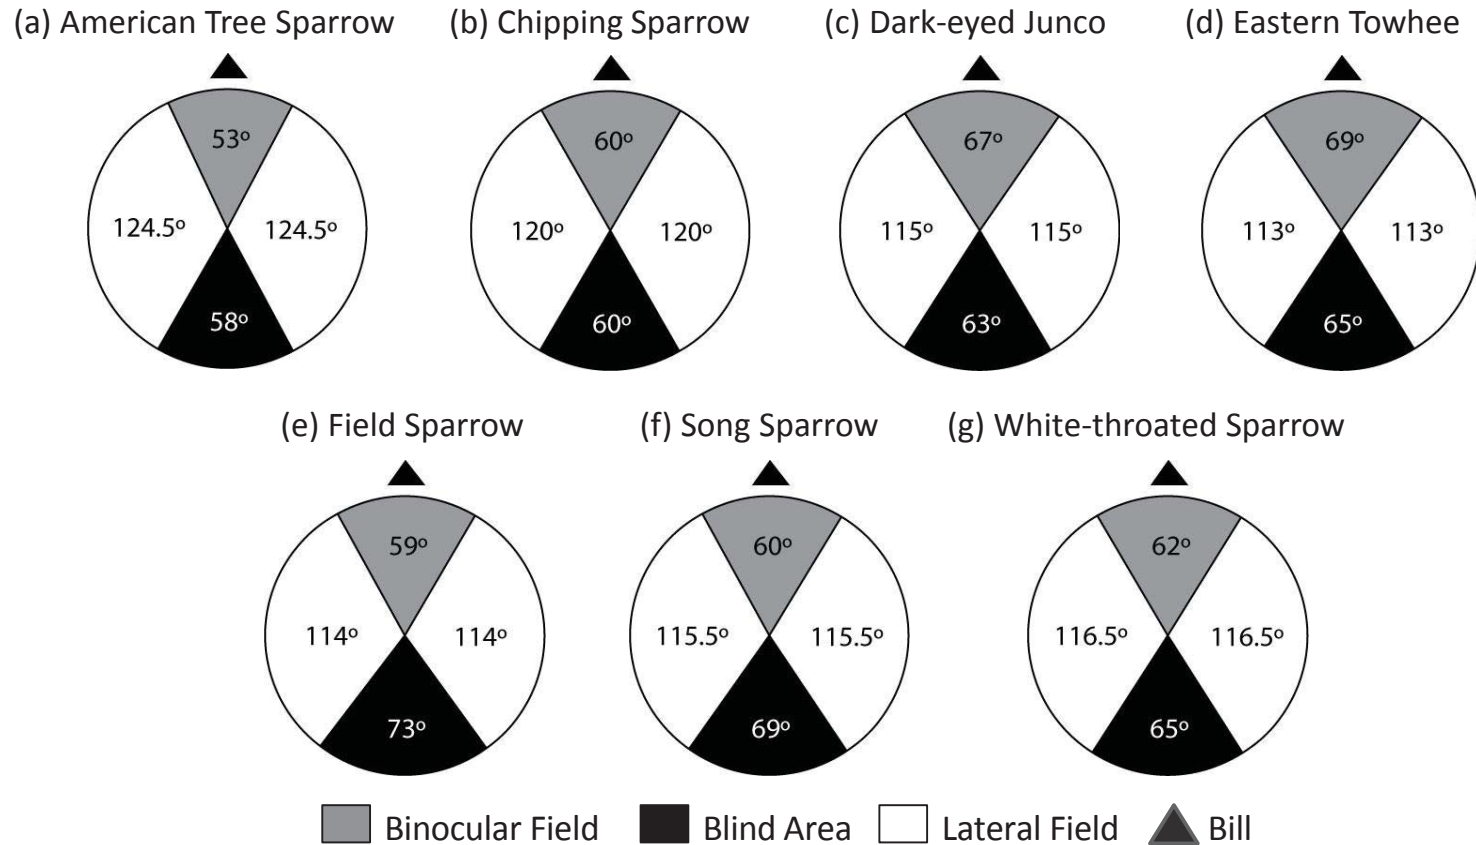 (a) American Tree Sparrow
(b) Chipping Sparrow
(c) Dark-eyed Junco
(d) Eastern Towhee
53º
124.5º
124.5º
58º
60º
120º
120º
60º
67º
115º
115º
63º
69º
113º
113º
65º
(e) Field Sparrow
(f) Song Sparrow
(g) White-throated Sparrow
59º
114º
114º
73º
60º
115.5º
115.5º
69º
62º
116.5º
116.5º
65º
Binocular Field
Blind Area
Lateral Field
Bill